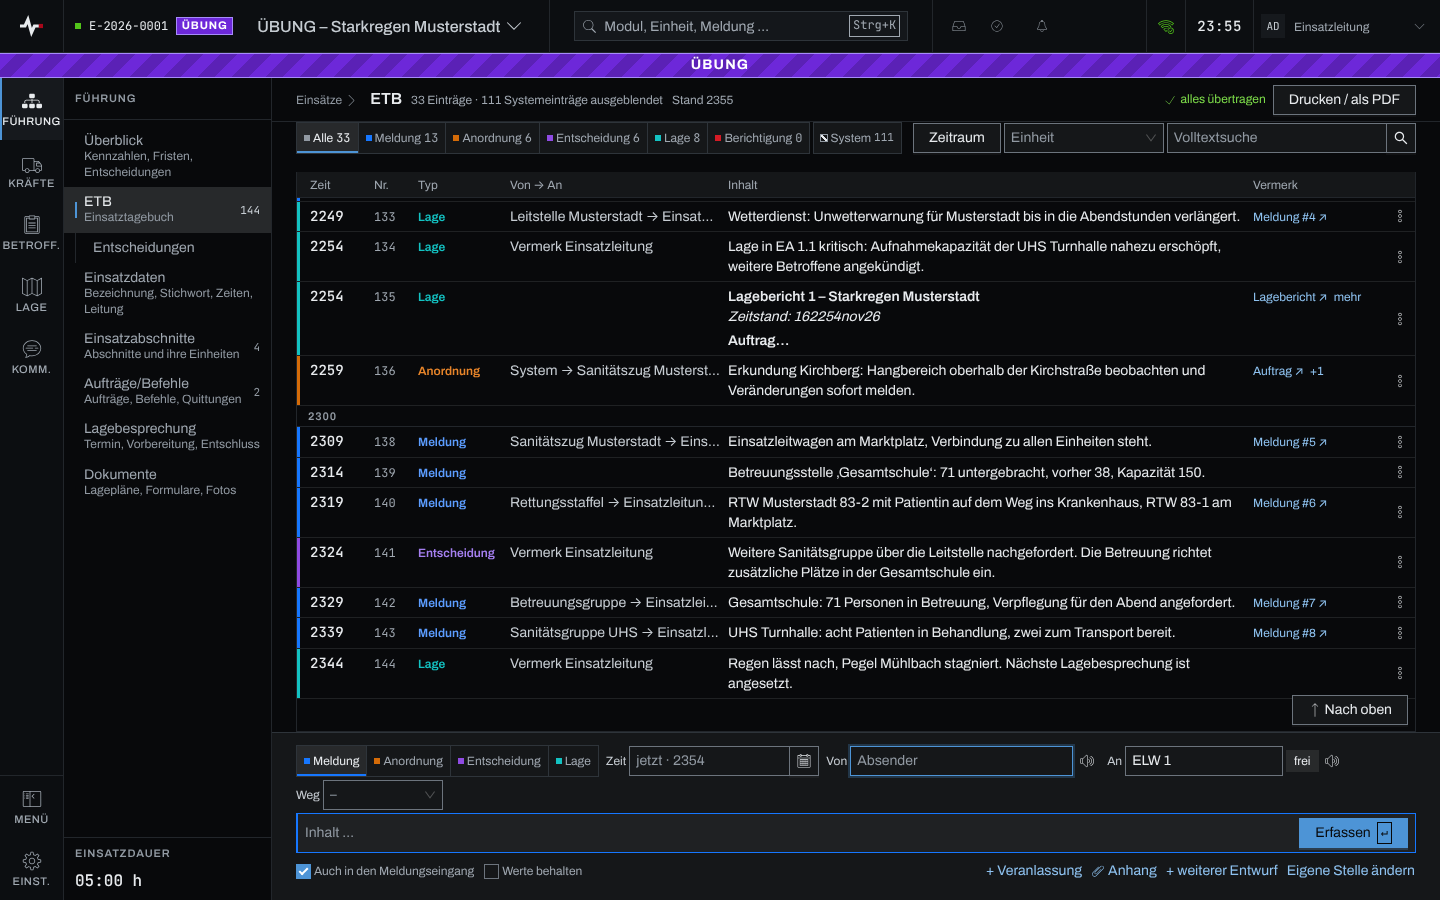 E-2026-0001 ÜBUNG ÜBUNG – Starkregen Musterstadt Modul, Einheit, Meldung ... Strg+K 23:55 AD Einsatzleitung
ÜBUNG
FÜHRUNG
KRÄFTE
BETROFF.
LAGE
KOMM.
MENÜ
EINST.
FÜHRUNG
Überblick
Kennzahlen, Fristen,
Entscheidungen
ETB
Einsatztagebuch 144
Entscheidungen
Einsatzdaten
Bezeichnung, Stichwort, Zeiten,
Leitung
Einsatzabschnitte
Abschnitte und ihre Einheiten 4
Aufträge/Befehle
Aufträge, Befehle, Quittungen 2
Lagebesprechung
Termin, Vorbereitung, Entschluss
Dokumente
Lagepläne, Formulare, Fotos
EINSATZDAUER
05:00 h
Einsätze ETB 33 Einträge · 111 Systemeinträge ausgeblendet Stand 2355 alles übertragen Drucken / als PDF
Alle 33 Meldung 13 Anordnung 6 Entscheidung 6 Lage 8 Berichtigung 0 System 111 Zeitraum Einheit Volltextsuche
Zeit Nr. Typ Von → An Inhalt Vermerk
2249 133 Lage Leitstelle Musterstadt → Einsat... Wetterdienst: Unwetterwarnung für Musterstadt bis in die Abendstunden verlängert. Meldung #4 ↗
2254 134 Lage Vermerk Einsatzleitung Lage in EA 1.1 kritisch: Aufnahmekapazität der UHS Turnhalle nahezu erschöpft,
weitere Betroffene angekündigt.
2254 135 Lage Lagebericht 1 – Starkregen Musterstadt Lagebericht ↗ mehr
Zeitstand: 162254nov26
Auftrag...
2259 136 Anordnung System → Sanitätszug Musterst... Erkundung Kirchberg: Hangbereich oberhalb der Kirchstraße beobachten und Auftrag ↗ +1
Veränderungen sofort melden.
2300
2309 138 Meldung Sanitätszug Musterstadt → Eins... Einsatzleitwagen am Marktplatz, Verbindung zu allen Einheiten steht. Meldung #5 ↗
2314 139 Meldung Betreuungsstelle ‚Gesamtschule‘: 71 untergebracht, vorher 38, Kapazität 150.
2319 140 Meldung Rettungsstaffel → Einsatzleitun... RTW Musterstadt 83-2 mit Patientin auf dem Weg ins Krankenhaus, RTW 83-1 am Meldung #6 ↗
Marktplatz.
2324 141 Entscheidung Vermerk Einsatzleitung Weitere Sanitätsgruppe über die Leitstelle nachgefordert. Die Betreuung richtet
zusätzliche Plätze in der Gesamtschule ein.
2329 142 Meldung Betreuungsgruppe → Einsatzlei... Gesamtschule: 71 Personen in Betreuung, Verpflegung für den Abend angefordert. Meldung #7 ↗
2339 143 Meldung Sanitätsgruppe UHS → Einsatzl... UHS Turnhalle: acht Patienten in Behandlung, zwei zum Transport bereit. Meldung #8 ↗
2344 144 Lage Vermerk Einsatzleitung Regen lässt nach, Pegel Mühlbach stagniert. Nächste Lagebesprechung ist
angesetzt.
↑ Nach oben
Meldung Anordnung Entscheidung Lage Zeit jetzt · 2354 Von Absender An ELW 1 frei
Weg –
Inhalt ... Erfassen ↵
Auch in den Meldungseingang Werte behalten + Veranlassung Anhang + weiterer Entwurf Eigene Stelle ändern